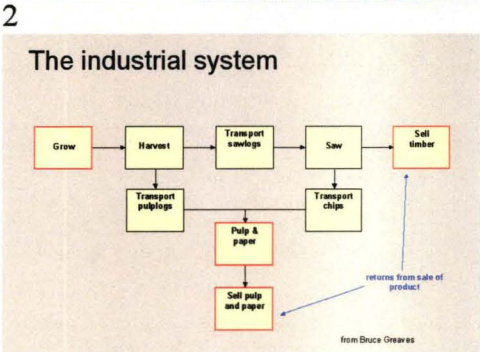 2
The industrial system
Grow
Harvest
Transport
sawlogs
Saw
Sell
timber
Transport
pulplogs
Transport
chips
Pulp &
paper
Sell pulp
and paper
returns from sale of
product
from Bruce Greaves